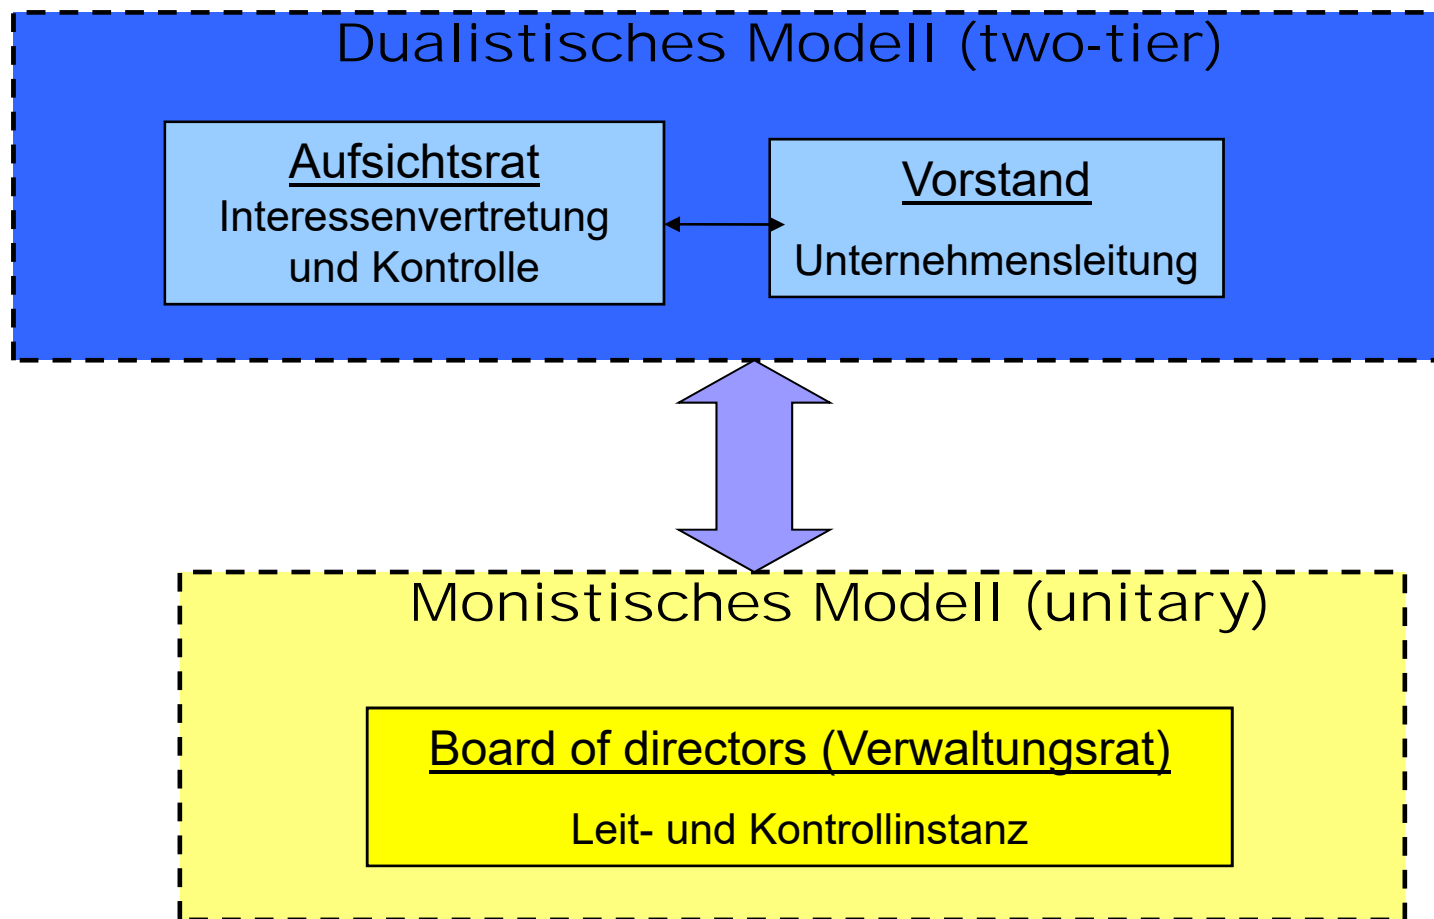 Dualistisches Modell (two-tier)
Aufsichtsrat
Interessenvertretung
und Kontrolle
Vorstand
Unternehmensleitung
Monistisches Modell (unitary)
Board of directors (Verwaltungsrat)
Leit- und Kontrollinstanz